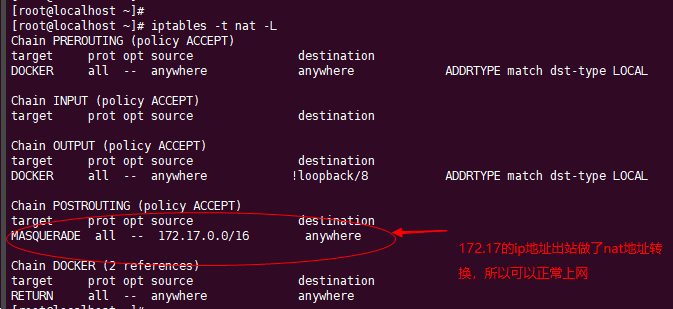 [root@localhost ~]#
[root@localhost ~]# iptables -t nat -L
Chain PREROUTING (policy ACCEPT)
target prot opt source destination
DOCKER all -- anywhere anywhere ADDRTYPE match dst-type LOCAL
Chain INPUT (policy ACCEPT)
target prot opt source destination
Chain OUTPUT (policy ACCEPT)
target prot opt source destination
DOCKER all -- anywhere !loopback/8 ADDRTYPE match dst-type LOCAL
Chain POSTROUTING (policy ACCEPT)
target prot opt source destination
MASQUERADE all -- 172.17.0.0/16 anywhere
172.17的ip地址出站做了nat地址转
换，所以可以正常上网
Chain DOCKER (2 references)
target prot opt source destination
RETURN all -- anywhere anywhere
[root@localhost ~]#